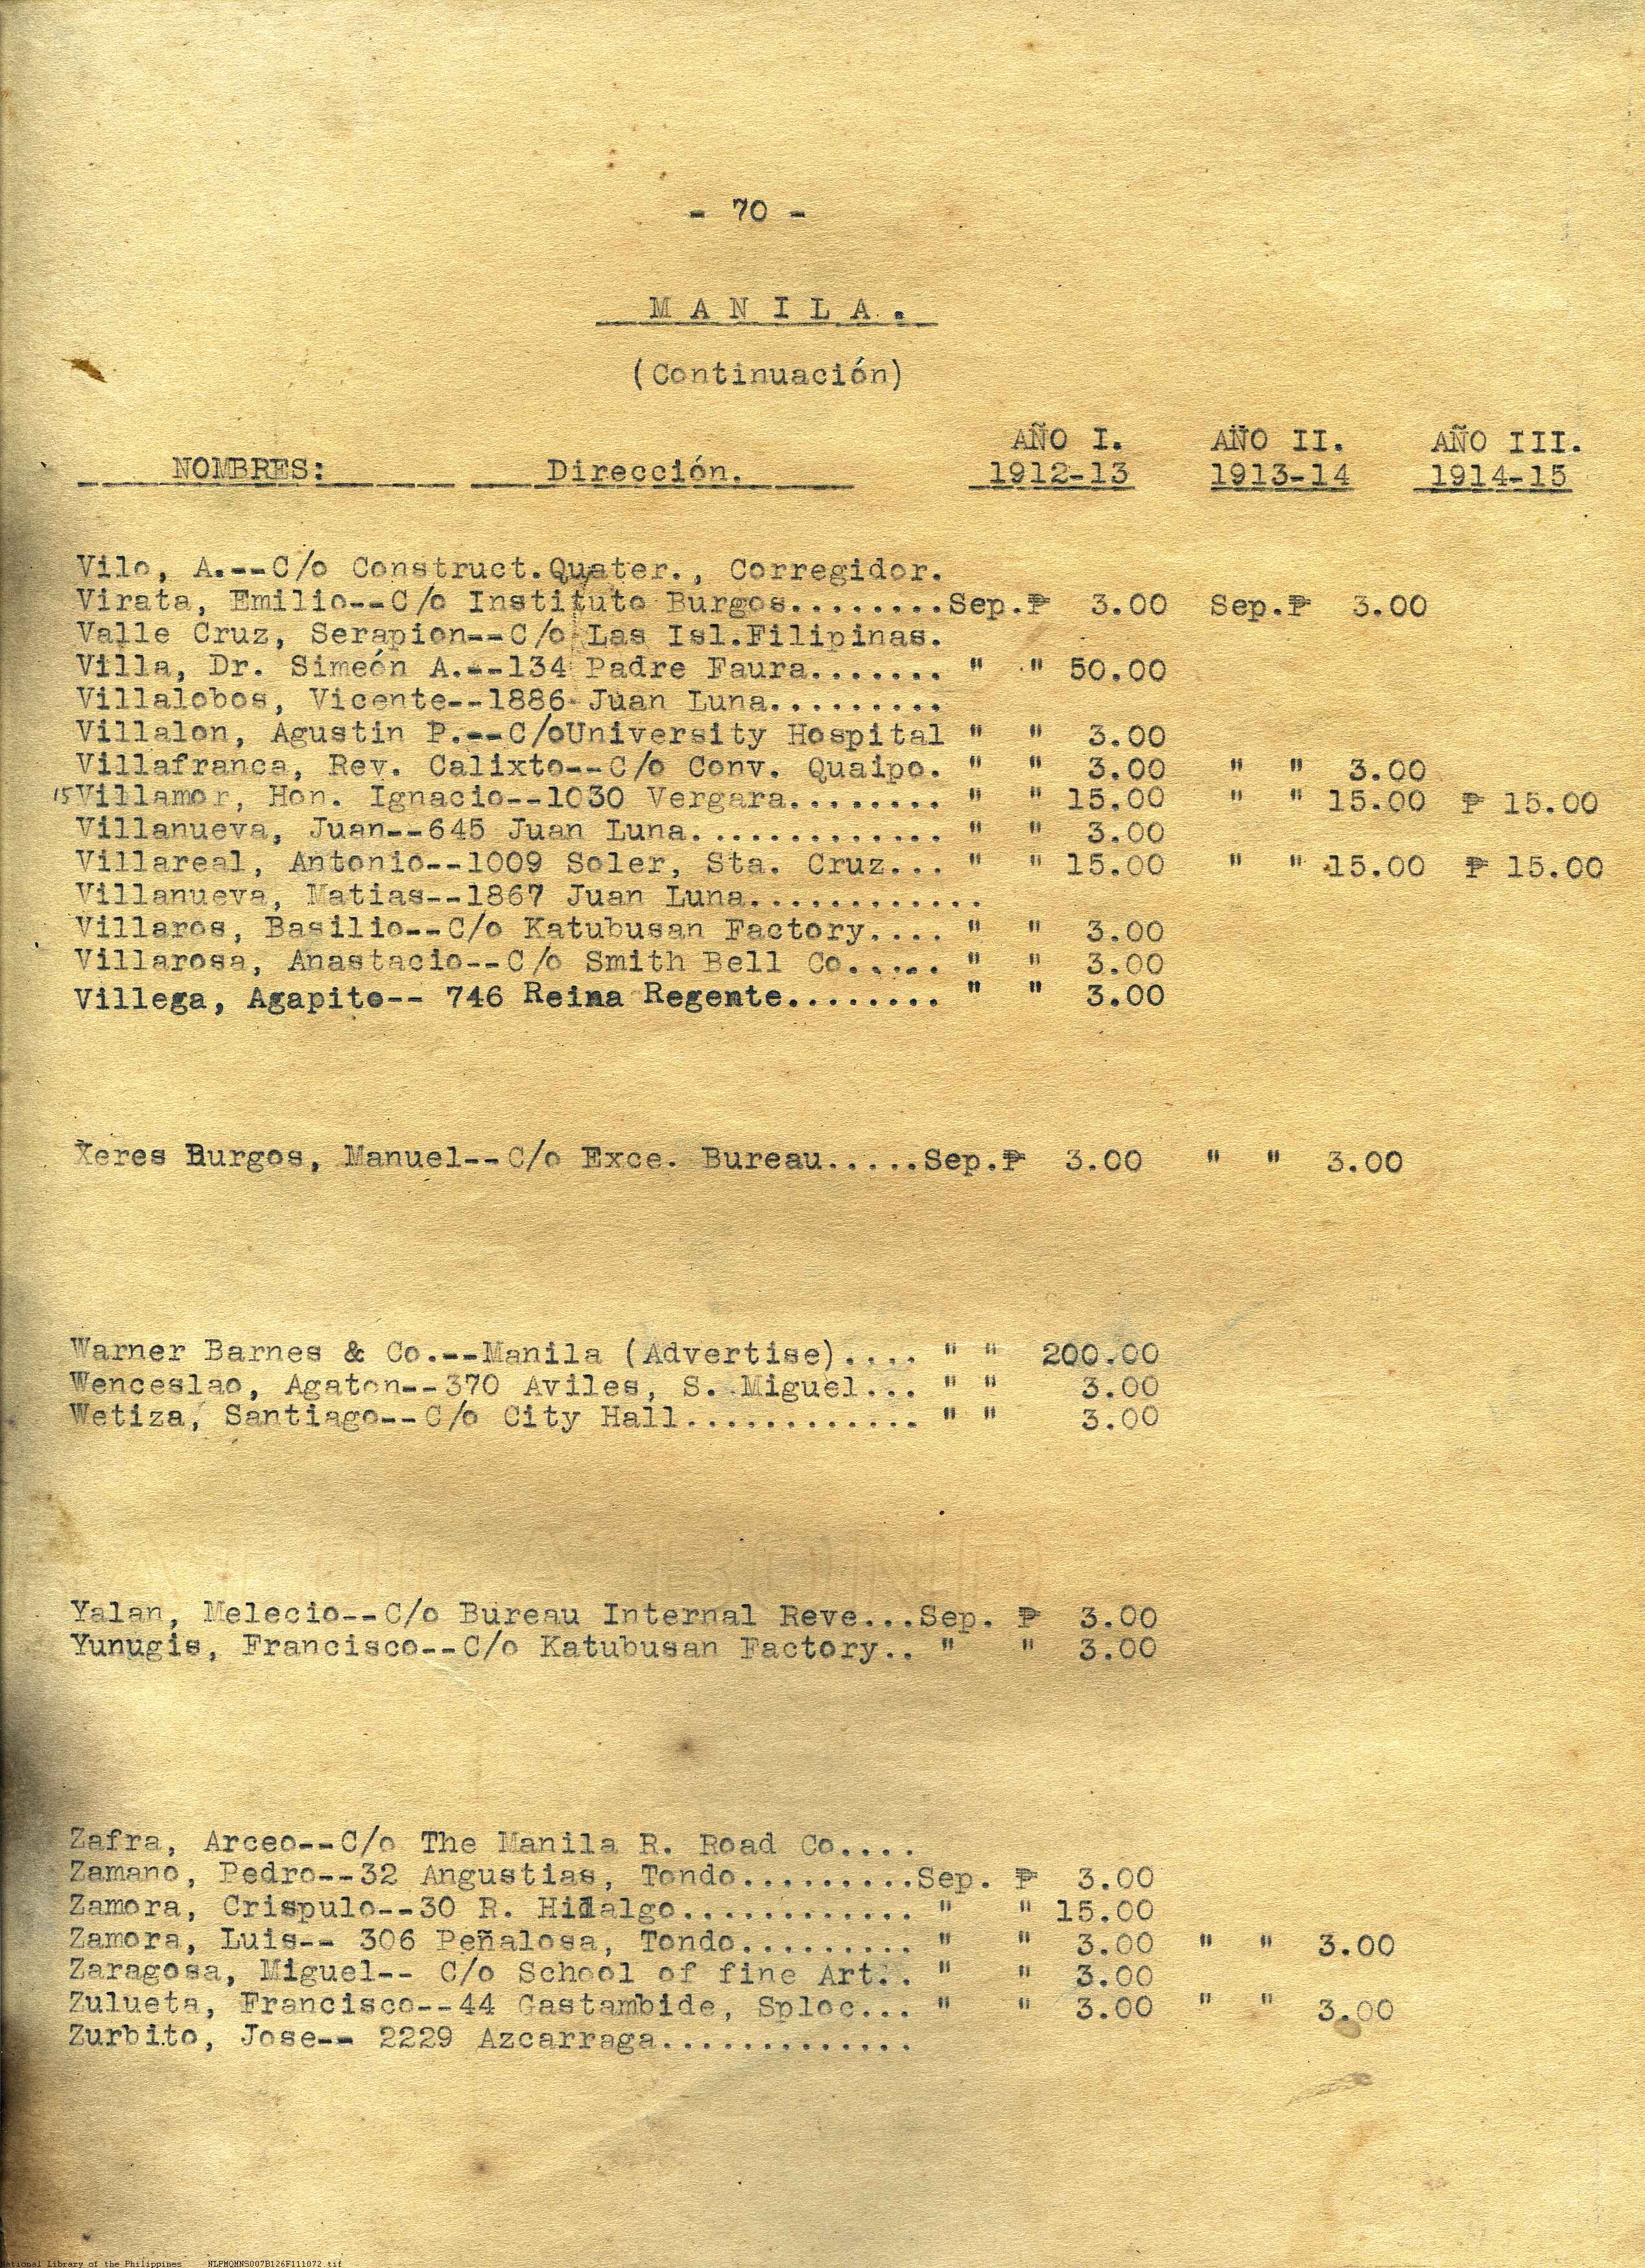 - 70 -
M A N I L A .
(Continuación)
AÑO I. AÑO II. AÑO III.
NOMBRES: Dirección. 1912-13 1913-14 1914-15
Vilo, A.--C/o Construct.Quater., Corregidor.
Virata, Emilio--C/o Instituto Burgos........Sep.₱ 3.00 Sep.₱ 3.00
Valle Cruz, Serapion--C/o Las Isl.Filipinas.
Villa, Dr. Simeón A.--134 Padre Faura....... " " 50.00
Villalobos, Vicente--1886 Juan Luna.........
Villalon, Agustin P.--C/oUniversity Hospital " " 3.00
Villafranca, Rev. Calixto--C/o Conv. Quaipo. " " 3.00 " " 3.00
15 Villamor, Hon. Ignacio--1030 Vergara........ " " 15.00 " " 15.00 ₱ 15.00
Villanueva, Juan--645 Juan Luna............. " " 3.00
Villareal, Antonio--1009 Soler, Sta. Cruz... " " 15.00 " " 15.00 ₱ 15.00
Villanueva, Matias--1867 Juan Luna............
Villaros, Basilio--C/o Katubusan Factory.... " " 3.00
Villarosa, Anastacio--C/o Smith Bell Co..... " " 3.00
Villega, Agapito-- 746 Reina Regente........ " " 3.00
Xeres Burgos, Manuel--C/o Exce. Bureau.....Sep.₱ 3.00 " " 3.00
Warner Barnes & Co.--Manila (Advertise).... " " 200.00
Wenceslao, Agaton--370 Aviles, S. Miguel... " " 3.00
Wetiza, Santiago--C/o City Hall............ " " 3.00
Yalan, Melecio--C/o Bureau Internal Reve...Sep. ₱ 3.00
Yunugis, Francisco--C/o Katubusan Factory.. " " 3.00
Zafra, Arceo--C/o The Manila R. Road Co....
Zamano, Pedro--32 Angustias, Tondo.........Sep. ₱ 3.00
Zamora, Crispulo--30 R. Hidalgo............ " " 15.00
Zamora, Luis-- 306 Peñalosa, Tondo......... " " 3.00 " " 3.00
Zaragosa, Miguel-- C/o School of fine Art.. " " 3.00
Zulueta, Francisco--44 Gastambide, Sploc... " " 3.00 " " 3.00
Zurbito, Jose-- 2229 Azcarraga.............
National Library of the Philippines NLPMQMNS007B126F111072.tif